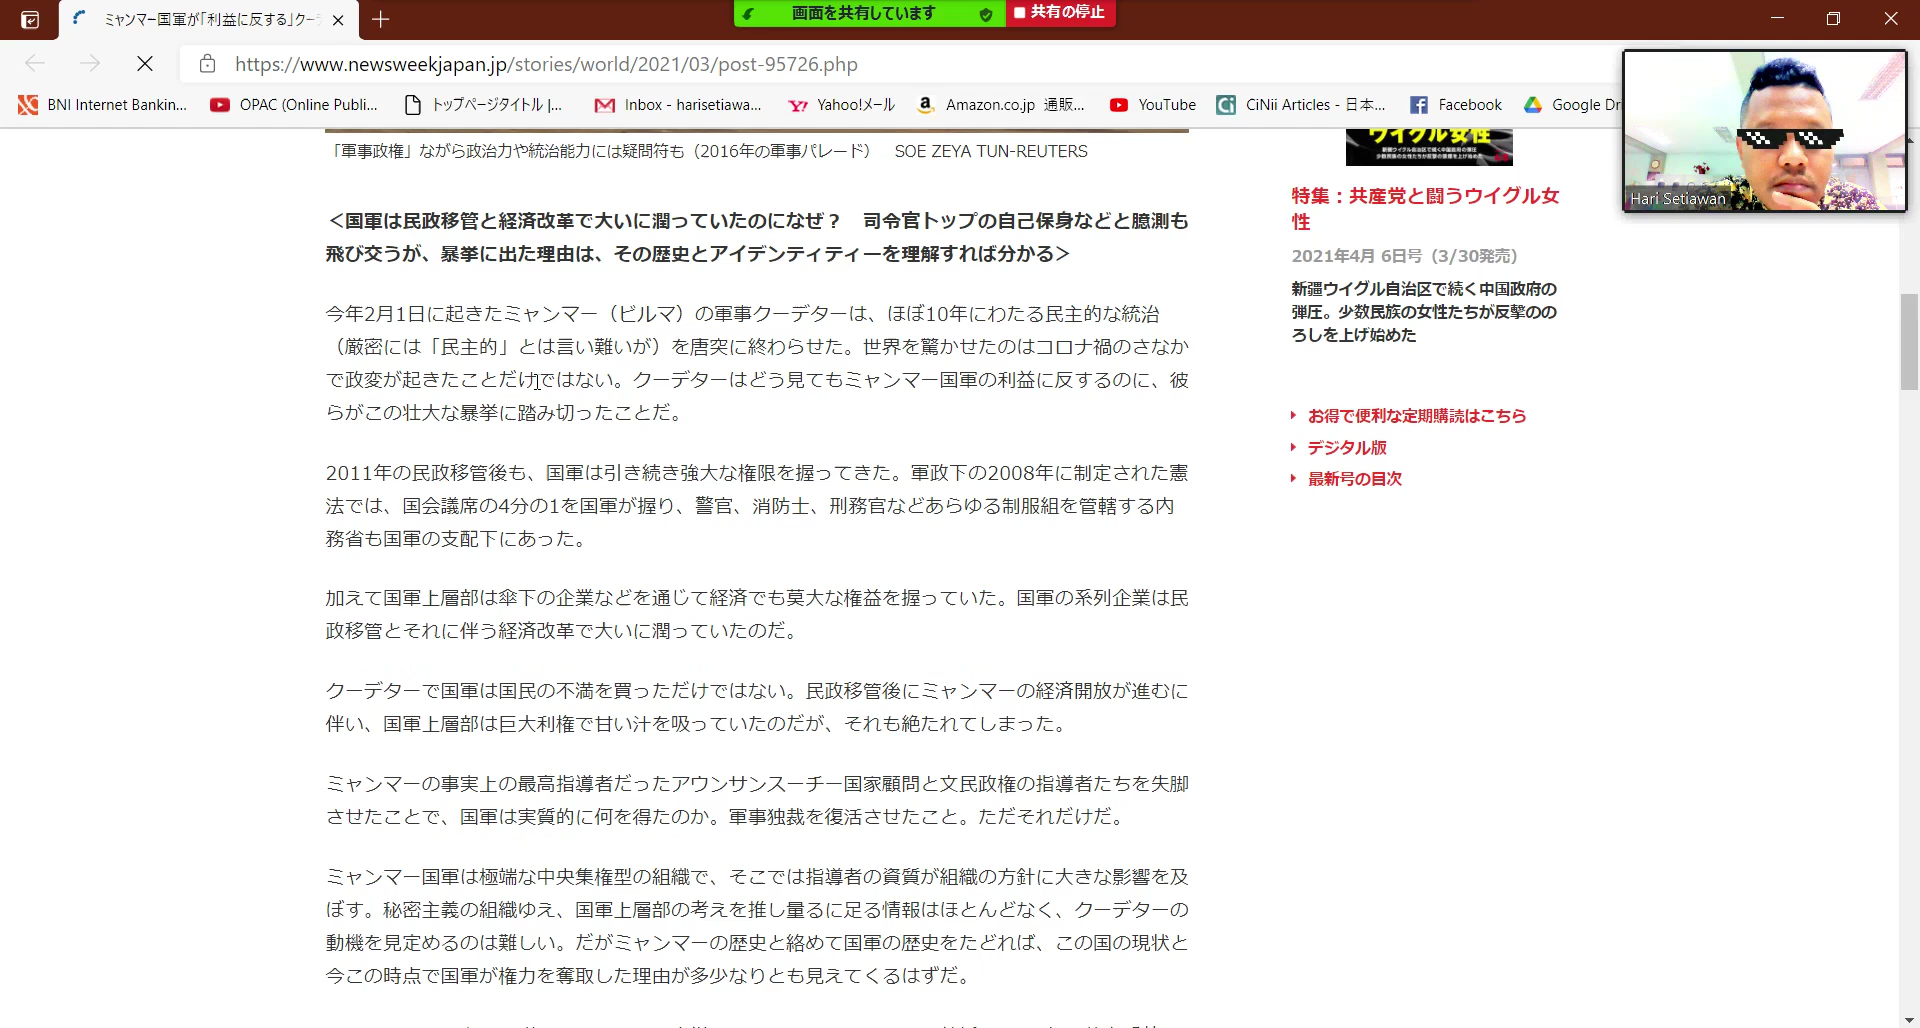 ミャンマー国軍が「利益に反する」クー
画面を共有しています
共有の停止
https://www.newsweekjapan.jp/stories/world/2021/03/post-95726.php
BNI Internet Bankin...
OPAC (Online Publi...
トップページタイトル |...
Inbox - harisetiawa...
Yahoo!メール
Amazon.co.jp 通販...
YouTube
CiNii Articles - 日本...
Facebook
Google Dr
Hari Setiawan
「軍事政権」ながら政治力や統治能力には疑問符も（2016年の軍事パレード）　SOE ZEYA TUN-REUTERS
＜国軍は民政移管と経済改革で大いに潤っていたのになぜ？　司令官トップの自己保身などと臆測も
飛び交うが、暴挙に出た理由は、その歴史とアイデンティティーを理解すれば分かる＞
今年2月1日に起きたミャンマー（ビルマ）の軍事クーデターは、ほぼ10年にわたる民主的な統治
（厳密には「民主的」とは言い難いが）を唐突に終わらせた。世界を驚かせたのはコロナ禍のさなか
で政変が起きたことだけではない。クーデターはどう見てもミャンマー国軍の利益に反するのに、彼
らがこの壮大な暴挙に踏み切ったことだ。
2011年の民政移管後も、国軍は引き続き強大な権限を握ってきた。軍政下の2008年に制定された憲
法では、国会議席の4分の1を国軍が握り、警官、消防士、刑務官などあらゆる制服組を管轄する内
務省も国軍の支配下にあった。
加えて国軍上層部は傘下の企業などを通じて経済でも莫大な権益を握っていた。国軍の系列企業は民
政移管とそれに伴う経済改革で大いに潤っていたのだ。
クーデターで国軍は国民の不満を買っただけではない。民政移管後にミャンマーの経済開放が進むに
伴い、国軍上層部は巨大利権で甘い汁を吸っていたのだが、それも絶たれてしまった。
ミャンマーの事実上の最高指導者だったアウンサンスーチー国家顧問と文民政権の指導者たちを失脚
させたことで、国軍は実質的に何を得たのか。軍事独裁を復活させたこと。ただそれだけだ。
ミャンマー国軍は極端な中央集権型の組織で、そこでは指導者の資質が組織の方針に大きな影響を及
ぼす。秘密主義の組織ゆえ、国軍上層部の考えを推し量るに足る情報はほとんどなく、クーデターの
動機を見定めるのは難しい。だがミャンマーの歴史と絡めて国軍の歴史をたどれば、この国の現状と
今この時点で国軍が権力を奪取した理由が多少なりとも見えてくるはずだ。
ウイグル女性
特集：共産党と闘うウイグル女
性
2021年4月 6日号（3/30発売）
新疆ウイグル自治区で続く中国政府の
弾圧。少数民族の女性たちが反撃のの
ろしを上げ始めた
お得で便利な定期購読はこちら
デジタル版
最新号の目次